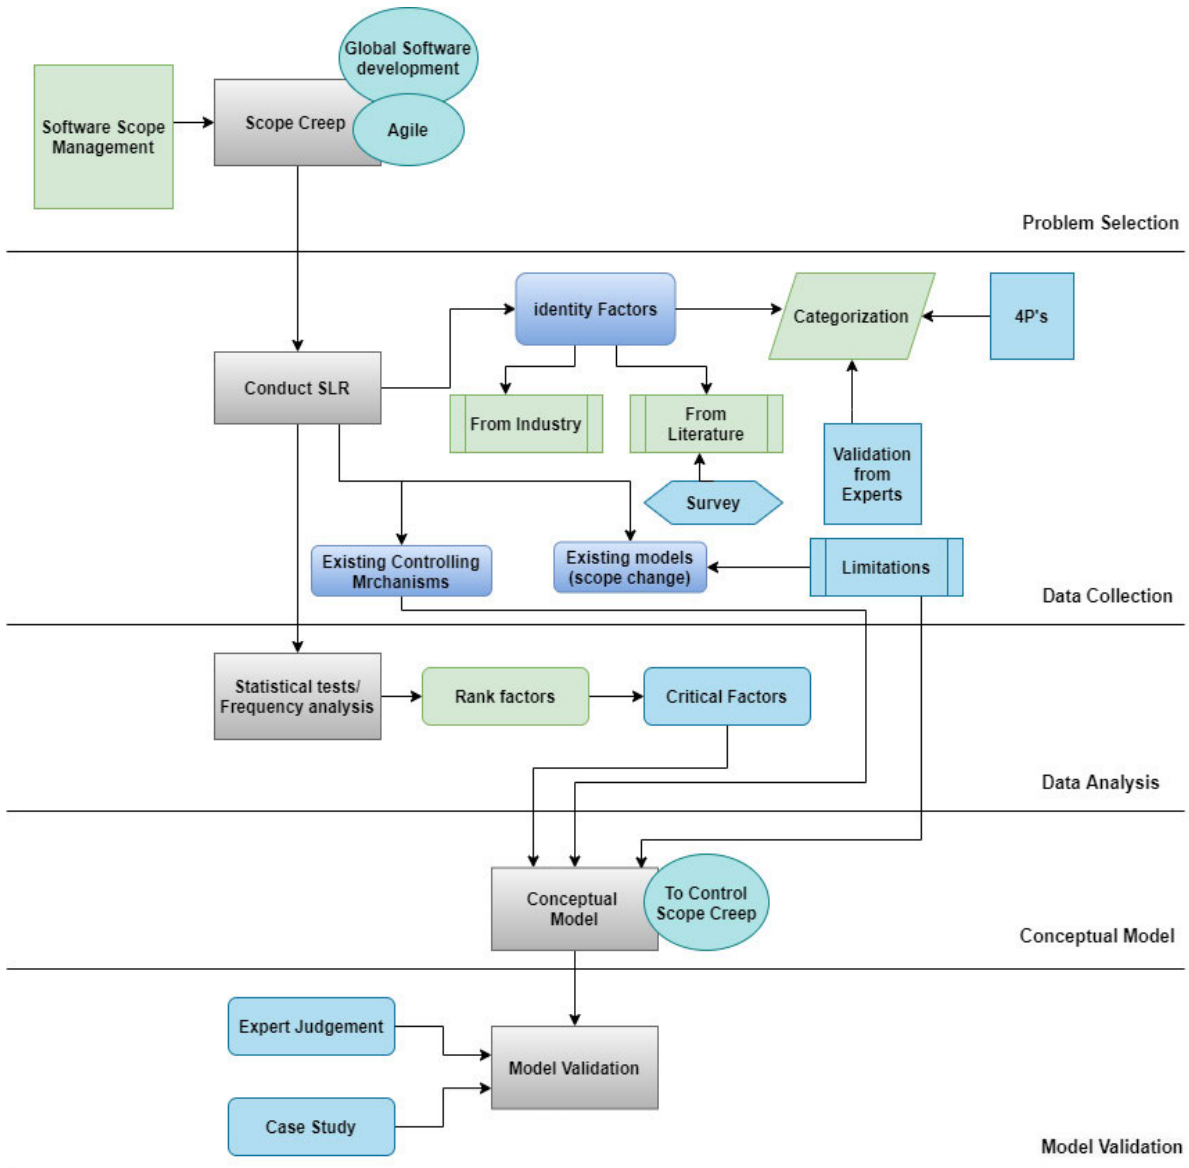 Global Software
development
Software Scope
Management
Scope Creep
Agile
Problem Selection
identity Factors
Categorization
4P's
Conduct SLR
From Industry
From
Literature
Validation
from
Experts
Survey
Existing Controlling
Mrchanisms
Existing models
(scope change)
Limitations
Data Collection
Statistical tests/
Frequency analysis
Rank factors
Critical Factors
Data Analysis
Conceptual
Model
To Control
Scope Creep
Conceptual Model
Expert Judgement
Model Validation
Case Study
Model Validation